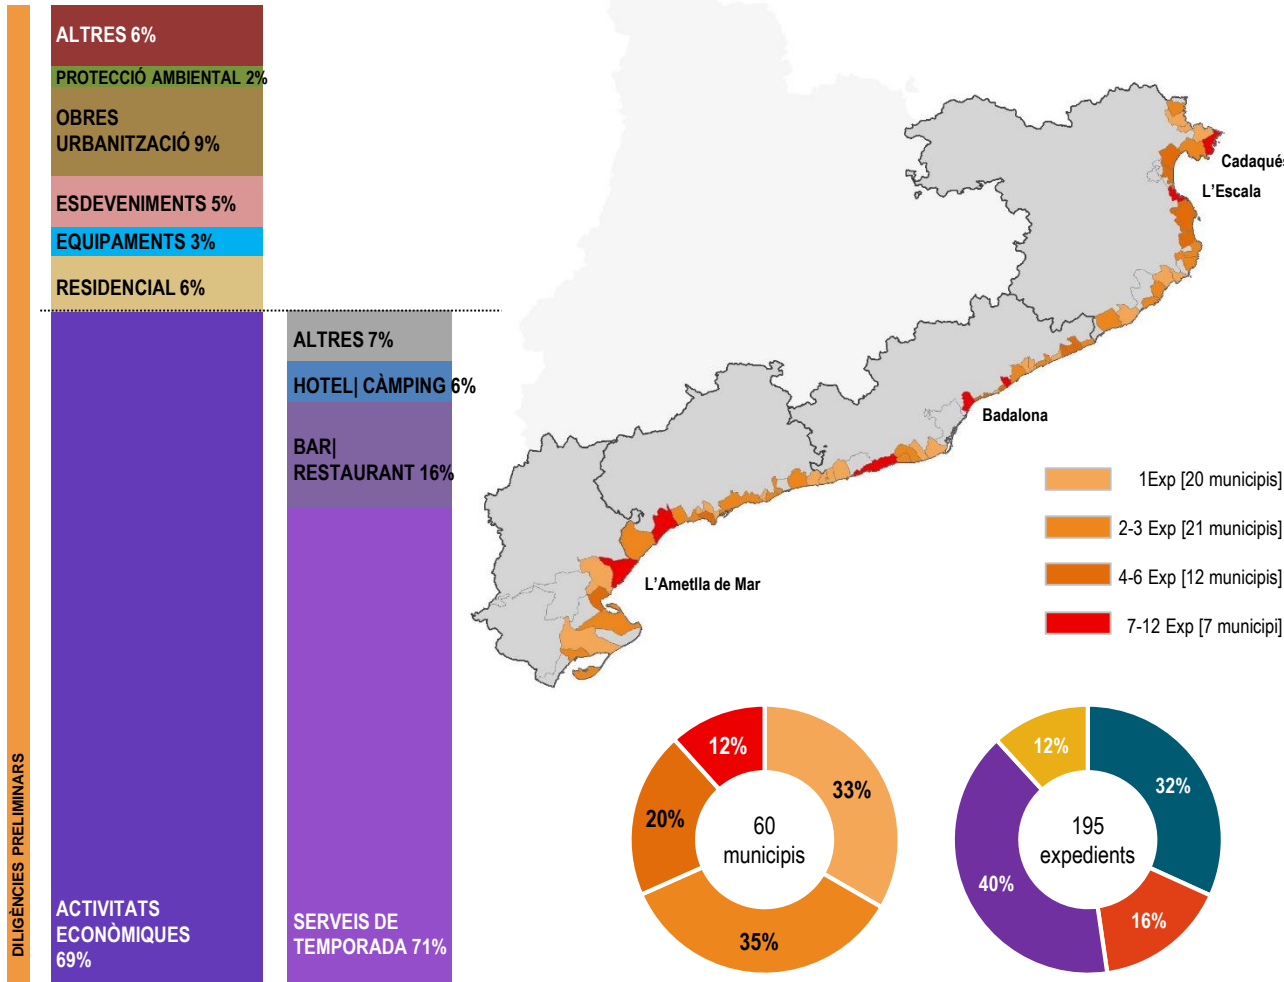 DILIGÈNCIES PRELIMINARS
ALTRES 6%
PROTECCIÓ AMBIENTAL 2%
OBRES
URBANITZACIÓ 9%
ESDEVENIMENTS 5%
EQUIPAMENTS 3%
RESIDENCIAL 6%
ACTIVITATS
ECONÒMIQUES
69%
ALTRES 7%
HOTEL| CÀMPING 6%
BAR|
RESTAURANT 16%
SERVEIS DE
TEMPORADA 71%
Cadaqués
L'Escala
Badalona
L'Ametlla de Mar
1Exp [20 municipis]
2-3 Exp [21 municipis]
4-6 Exp [12 municipis]
7-12 Exp [7 municipi]
12%
33%
20%
35%
60
municipis
12%
32%
40%
16%
195
expedients